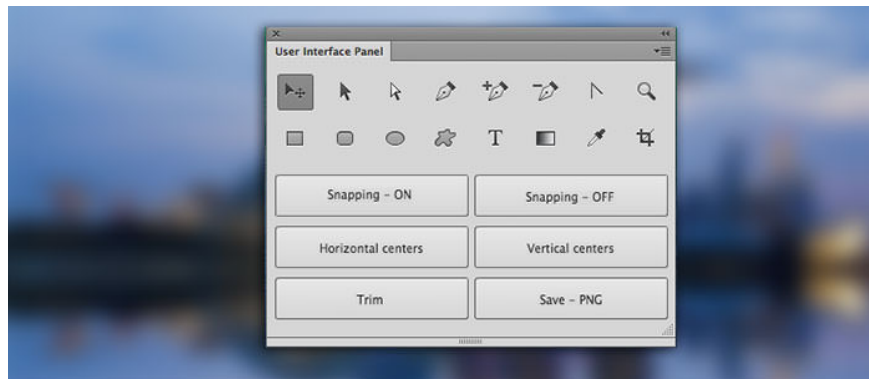 User Interface Panel
T
Snapping - ON
Snapping - OFF
Horizontal centers
Vertical centers
Trim
Save - PNG